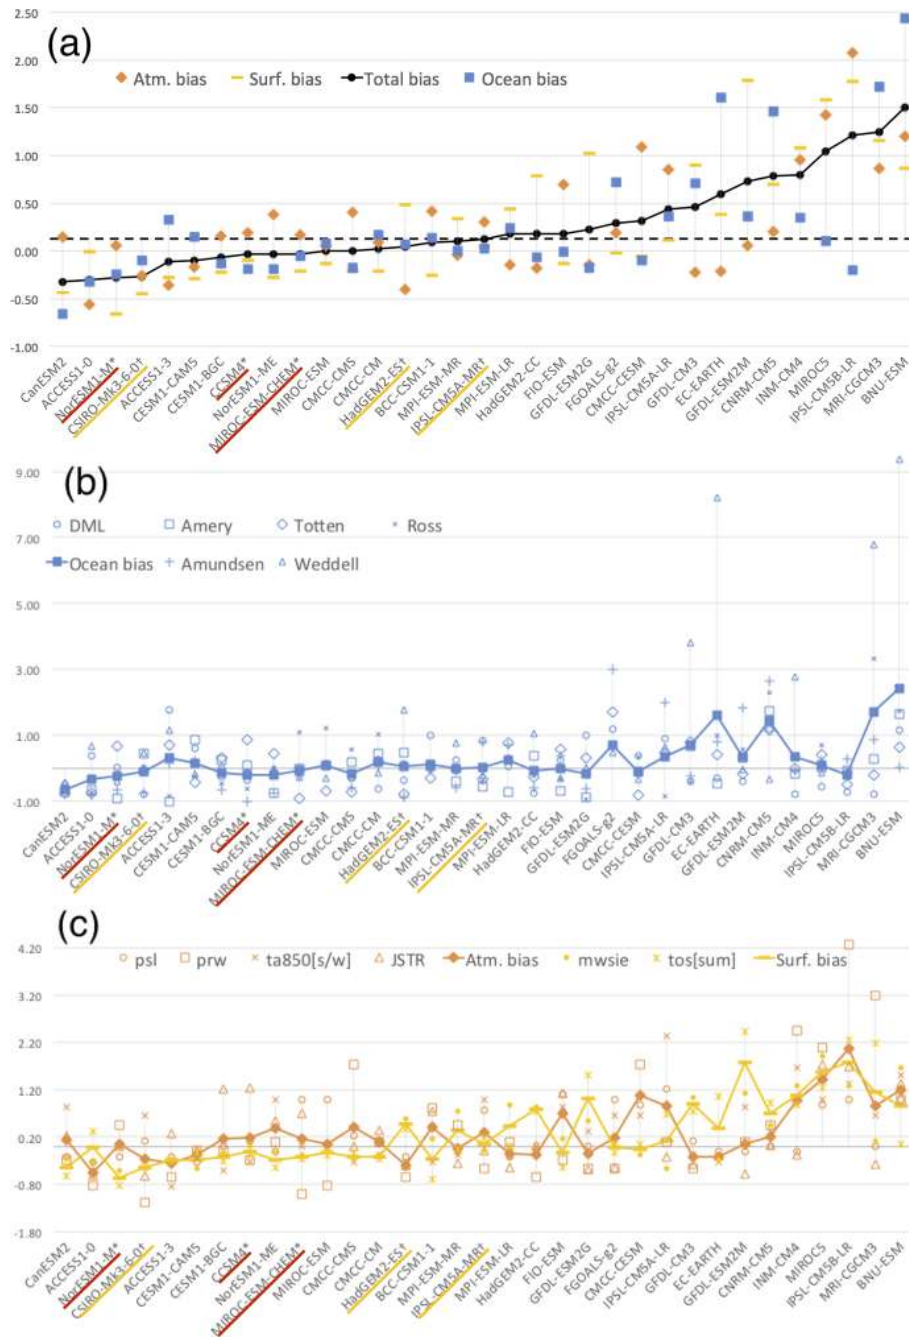 (a)
2.50
2.00
1.50
1.00
0.50
0.00
-0.50
-1.00
Atm. bias
Surf. bias
Total bias
Ocean bias
CanESM2
ACCESS1-0
NorESM1-M*
CSIRO-Mk3-6-0†
ACCESS1-3
CESM1-CAM5
CESM1-BGC
CCSM4*
NorESM1-ME
MIROC-ESM-CHEM*
MIROC-ESM
CMCC-CMS
CMCC-CM
HadGEM2-ES†
BCC-CSM1-1
MPI-ESM-MR
IPSL-CM5A-MR†
MPI-ESM-LR
HadGEM2-CC
FIO-ESM
GFDL-ESM2G
FGOALS-g2
CMCC-CESM
IPSL-CM5A-LR
GFDL-CM3
EC-EARTH
GFDL-ESM2M
CNRM-CM5
INM-CM4
MIROC5
IPSL-CM5B-LR
MRI-CGCM3
BNU-ESM
(b)
9.00
7.00
5.00
3.00
1.00
-1.00
DML
Amery
Totten
Ross
Ocean bias
Amundsen
Weddell
CanESM2
ACCESS1-0
NorESM1-M*
CSIRO-Mk3-6-0†
ACCESS1-3
CESM1-CAM5
CESM1-BGC
CCSM4*
NorESM1-ME
MIROC-ESM-CHEM*
MIROC-ESM
CMCC-CMS
CMCC-CM
HadGEM2-ES†
BCC-CSM1-1
MPI-ESM-MR
IPSL-CM5A-MR†
MPI-ESM-LR
HadGEM2-CC
FIO-ESM
GFDL-ESM2G
FGOALS-g2
CMCC-CESM
IPSL-CM5A-LR
GFDL-CM3
EC-EARTH
GFDL-ESM2M
CNRM-CM5
INM-CM4
MIROC5
IPSL-CM5B-LR
MRI-CGCM3
BNU-ESM
(c)
4.20
3.20
2.20
1.20
0.20
-0.80
-1.80
psl
prw
ta850[s/w]
JSTR
Atm. bias
mwsie
tos[sum]
Surf. bias
CanESM2
ACCESS1-0
NorESM1-M*
CSIRO-Mk3-6-0†
ACCESS1-3
CESM1-CAM5
CESM1-BGC
CCSM4*
NorESM1-ME
MIROC-ESM-CHEM*
MIROC-ESM
CMCC-CMS
CMCC-CM
HadGEM2-ES†
BCC-CSM1-1
MPI-ESM-MR
IPSL-CM5A-MR†
MPI-ESM-LR
HadGEM2-CC
FIO-ESM
GFDL-ESM2G
FGOALS-g2
CMCC-CESM
IPSL-CM5A-LR
GFDL-CM3
EC-EARTH
GFDL-ESM2M
CNRM-CM5
INM-CM4
MIROC5
IPSL-CM5B-LR
MRI-CGCM3
BNU-ESM